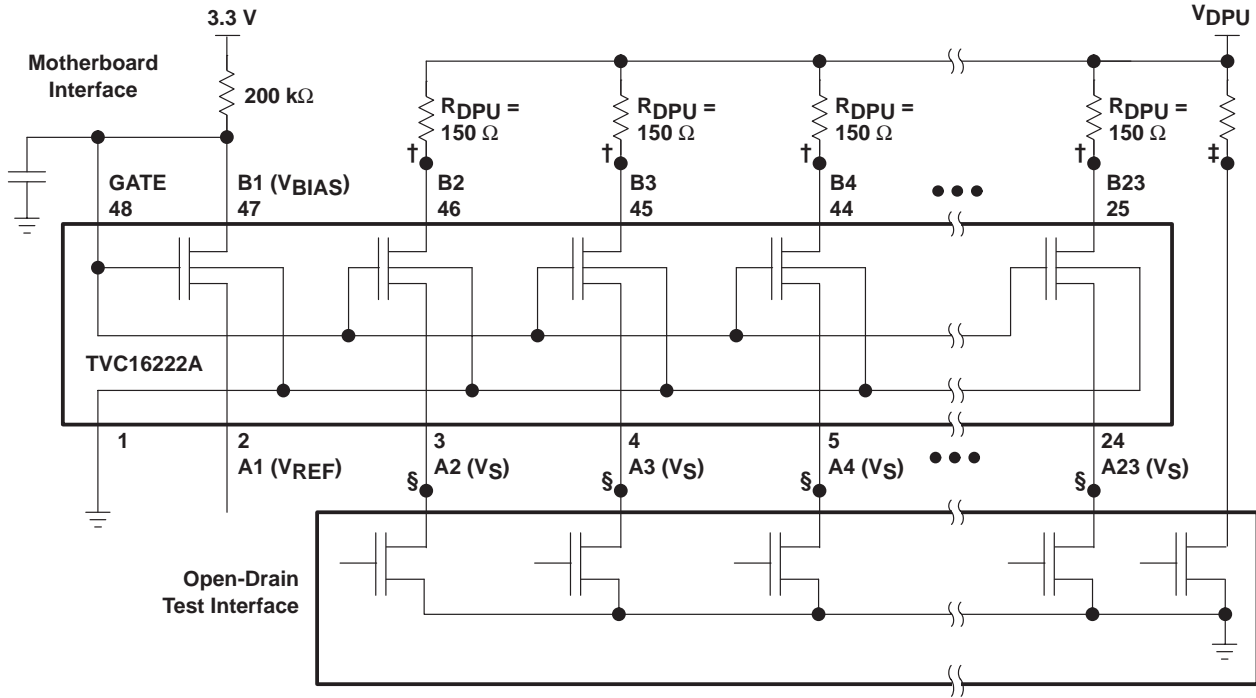 3.3 V
VDPU
Motherboard
Interface
200 kΩ
RDPU =
150 Ω
RDPU =
150 Ω
RDPU =
150 Ω
RDPU =
150 Ω
† † † † ‡
GATE
48
B1 (VBIAS)
47
B2
46
B3
45
B4
44
B23
25
TVC16222A
1
2
A1 (VREF)
3
A2 (VS)
4
A3 (VS)
5
A4 (VS)
24
A23 (VS)
§ § § §
Open-Drain
Test Interface